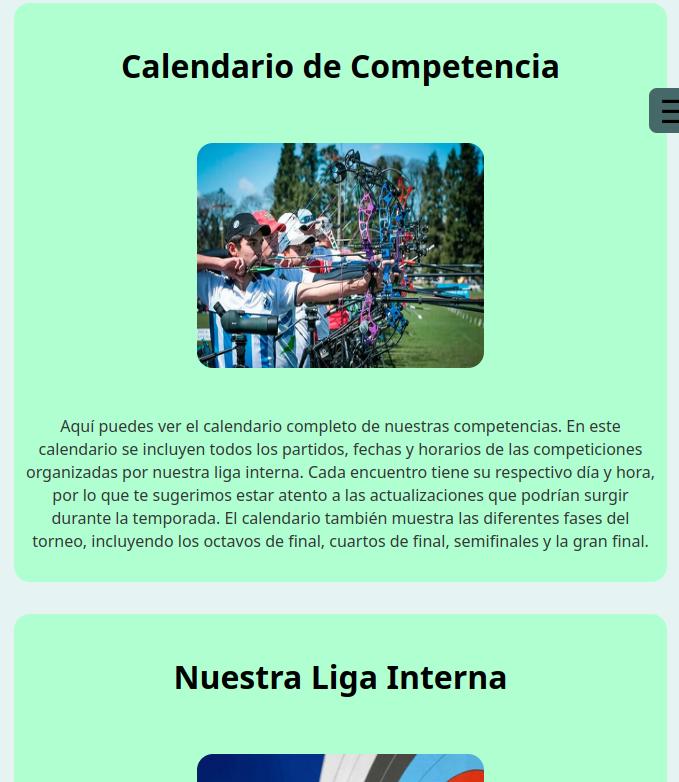 Calendario de Competencia
Aquí puedes ver el calendario completo de nuestras competencias. En este
calendario se incluyen todos los partidos, fechas y horarios de las competiciones
organizadas por nuestra liga interna. Cada encuentro tiene su respectivo día y hora,
por lo que te sugerimos estar atento a las actualizaciones que podrían surgir
durante la temporada. El calendario también muestra las diferentes fases del
torneo, incluyendo los octavos de final, cuartos de final, semifinales y la gran final.
Nuestra Liga Interna